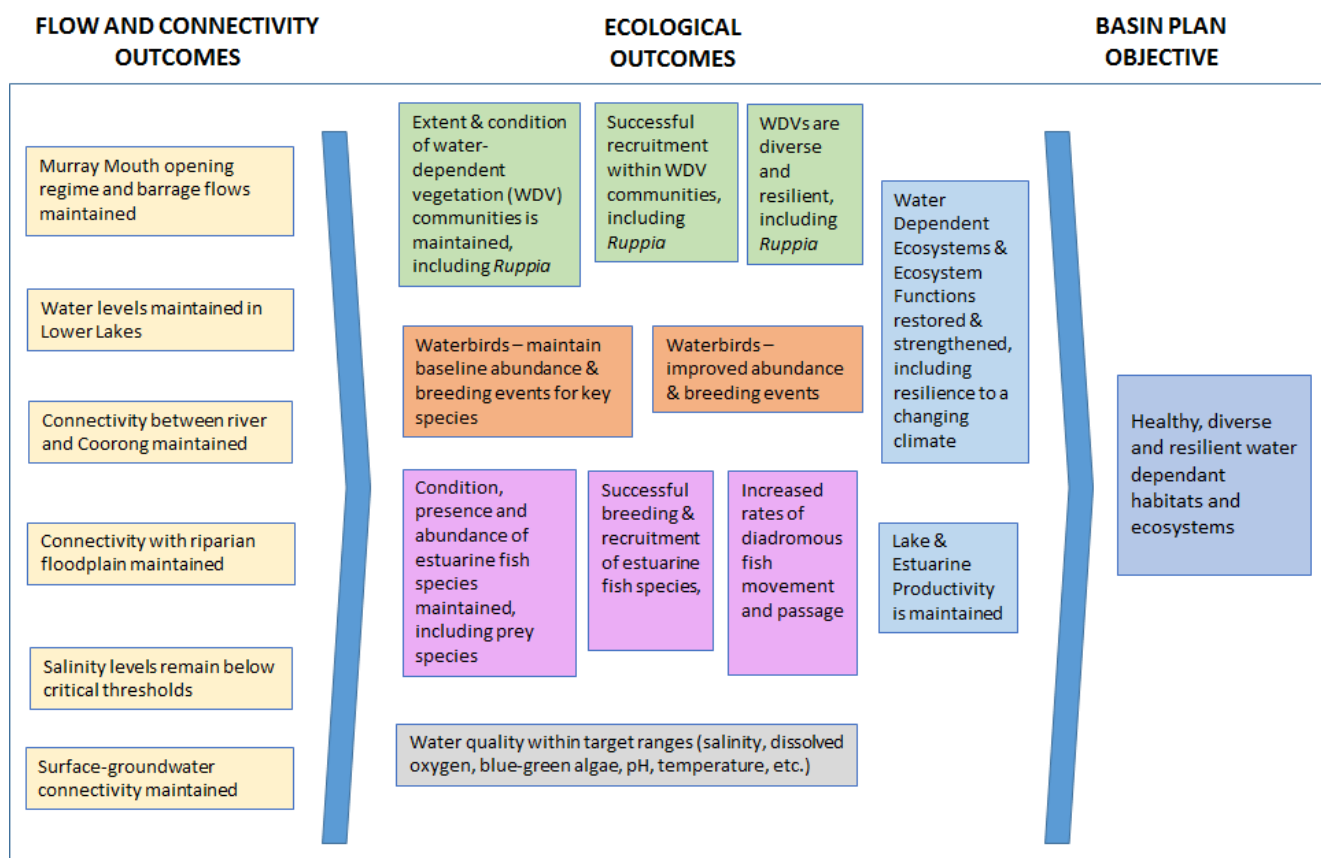 FLOW AND CONNECTIVITY
OUTCOMES
ECOLOGICAL
OUTCOMES
BASIN PLAN
OBJECTIVE
Murray Mouth opening
regime and barrage flows
maintained
Water levels maintained in
Lower Lakes
Connectivity between river
and Coorong maintained
Connectivity with riparian
floodplain maintained
Salinity levels remain below
critical thresholds
Surface-groundwater
connectivity maintained
Extent & condition
of water-
dependent
vegetation (WDV)
communities is
maintained,
including Ruppia
Successful
recruitment
within WDV
communities,
including
Ruppia
WDVs are
diverse
and
resilient,
including
Ruppia
Waterbirds – maintain
baseline abundance &
breeding events for key
species
Waterbirds –
improved abundance
& breeding events
Condition,
presence and
abundance of
estuarine fish
species
maintained,
including prey
species
Successful
breeding &
recruitment
of estuarine
fish species,
Increased
rates of
diadromous
fish
movement
and passage
Water quality within target ranges (salinity, dissolved
oxygen, blue-green algae, pH, temperature, etc.)
Water
Dependent
Ecosystems &
Ecosystem
Functions
restored &
strengthened,
including
resilience to a
changing
climate
Lake &
Estuarine
Productivity
is maintained
Healthy, diverse
and resilient water
dependant
habitats and
ecosystems